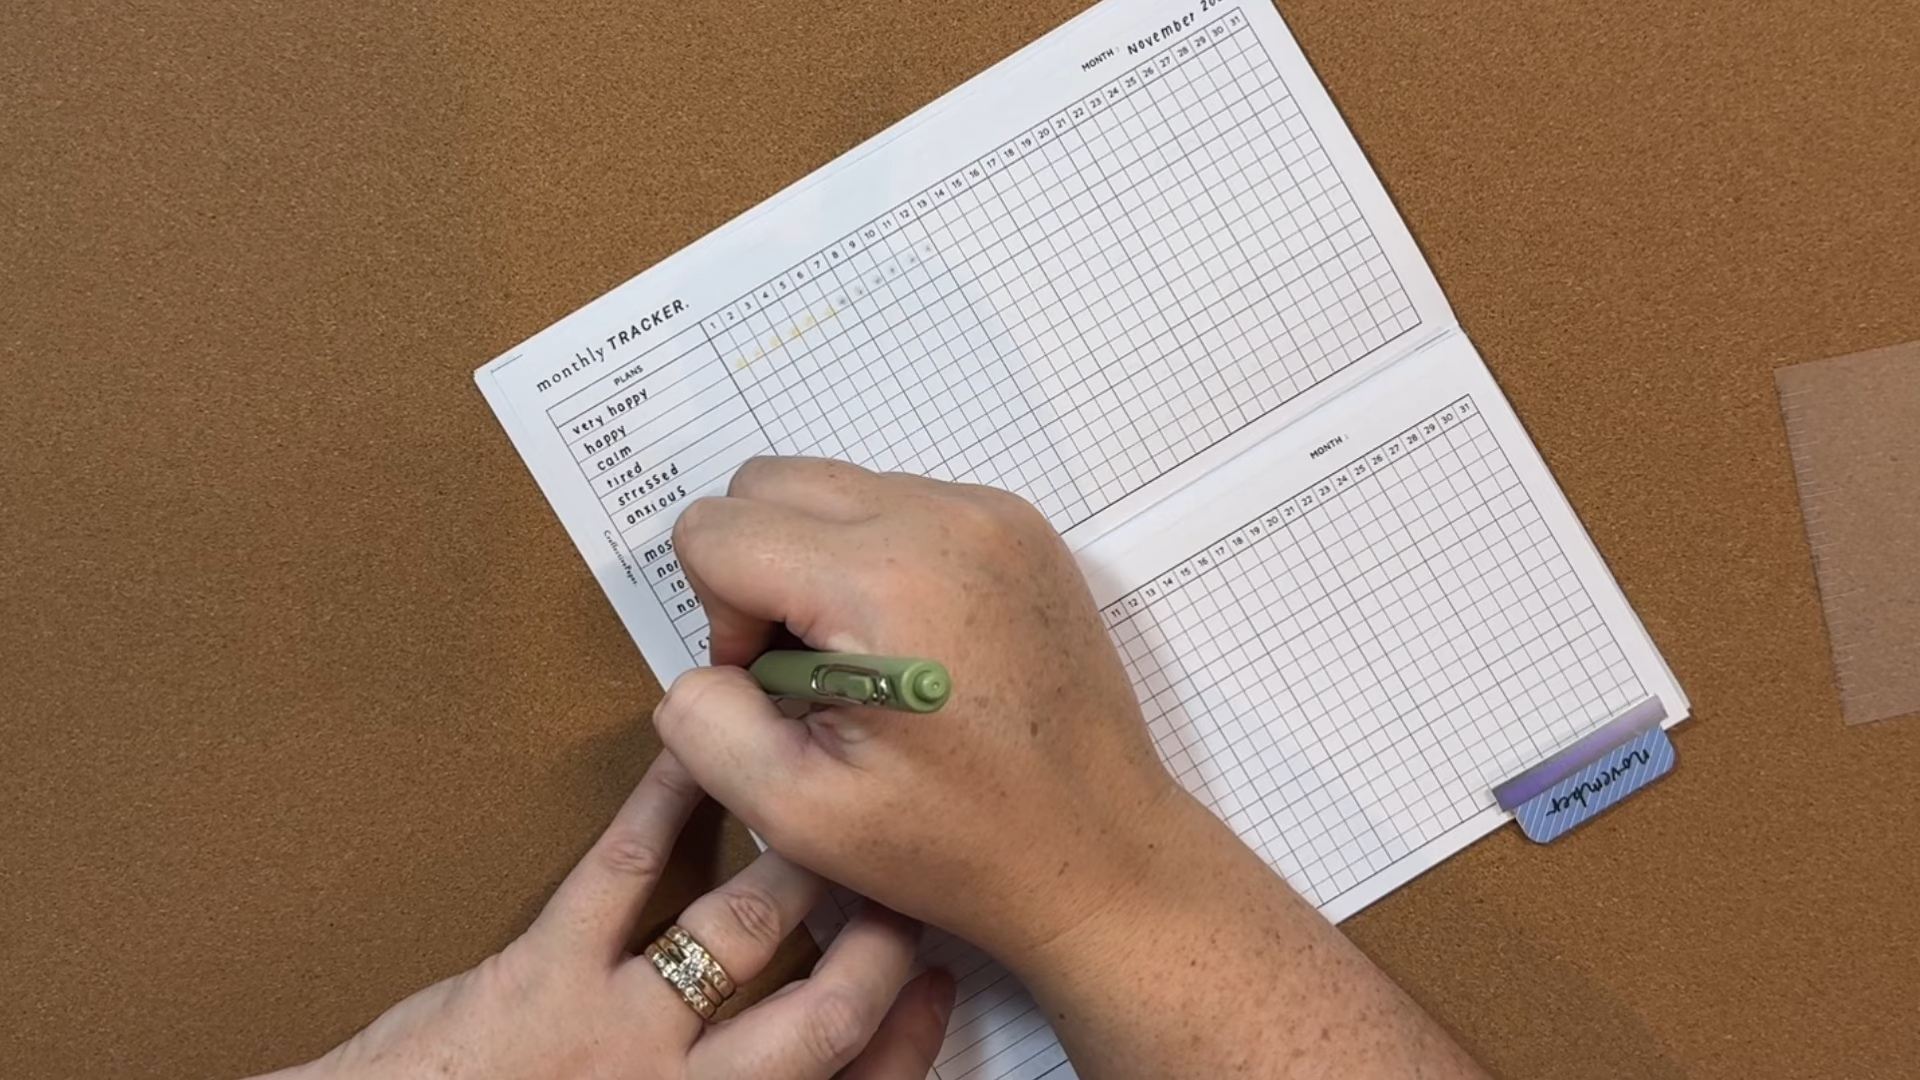 MONTH: November
monthly TRACKER.
PLANS
1 2 3 4 5 6 7 8 9 10 11 12 13 14 15 16 17 18 19 20 21 22 23 24 25 26 27 28 29 30 31
very happy
happy
calm
tired
stressed
anxious
MONTH:
11 12 13 14 15 16 17 18 19 20 21 22 23 24 25 26 27 28 29 30 31
november